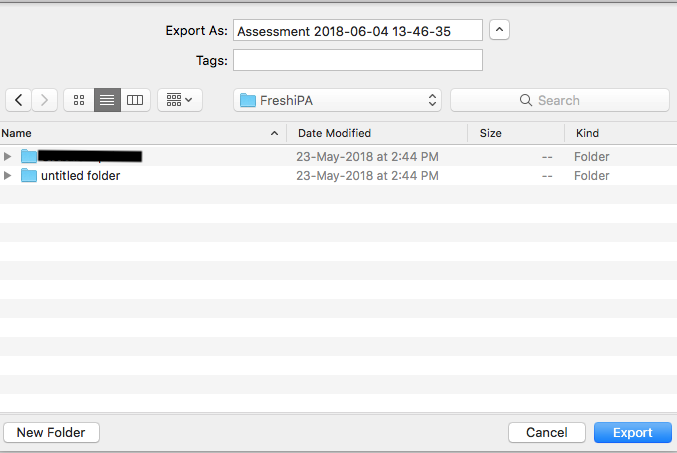 Export As: Assessment 2018-06-04 13-46-35
Tags:
FreshiPA Search
Name Date Modified Size Kind
23-May-2018 at 2:44 PM -- Folder
untitled folder 23-May-2018 at 2:44 PM -- Folder
New Folder Cancel Export